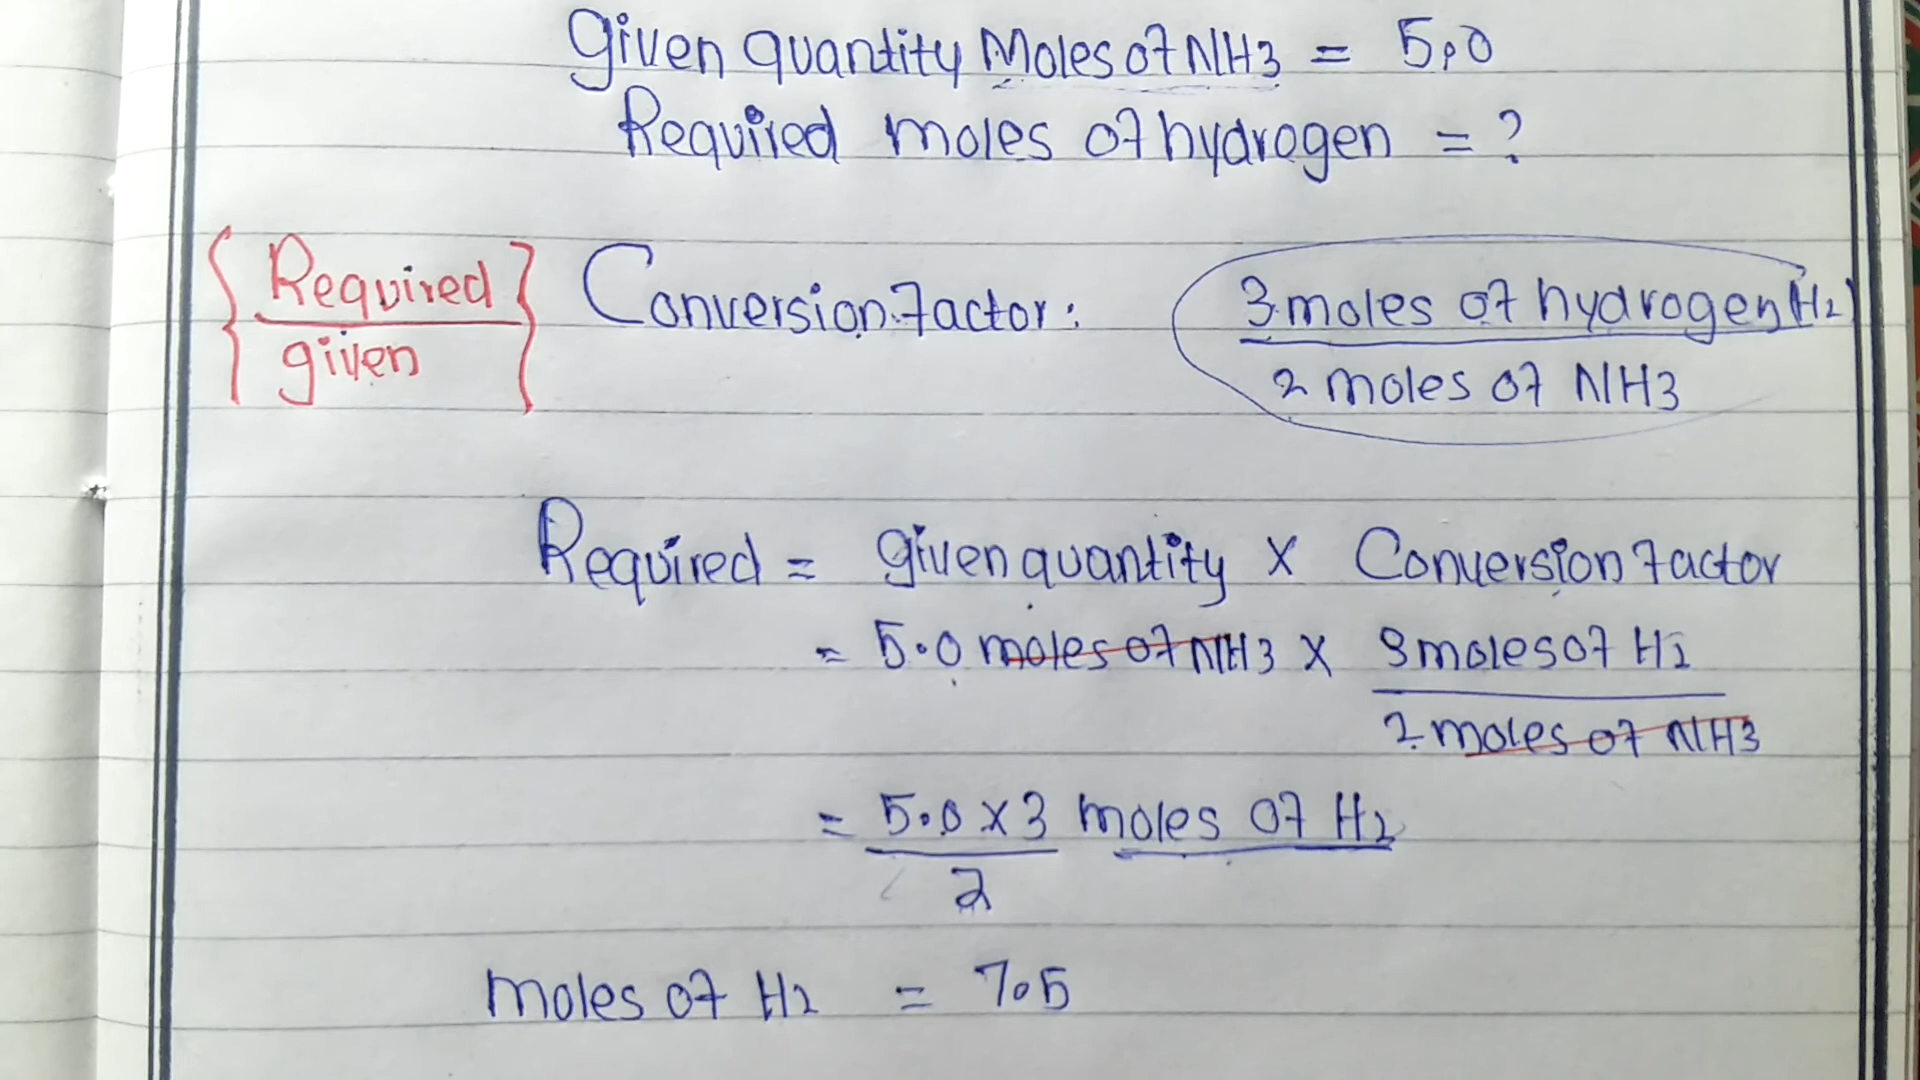 Given quantity Moles of NH3 = 5.0
Required moles of hydrogen = ?
{Required / given} Conversion factor: 3 moles of hydrogen (H2)
2 moles of NH3
Required = given quantity x Conversion factor
= 5.0 moles of NH3 x 3 moles of H2
2 moles of NH3
= 5.0 x 3 moles of H2
2
moles of H2 = 7.5